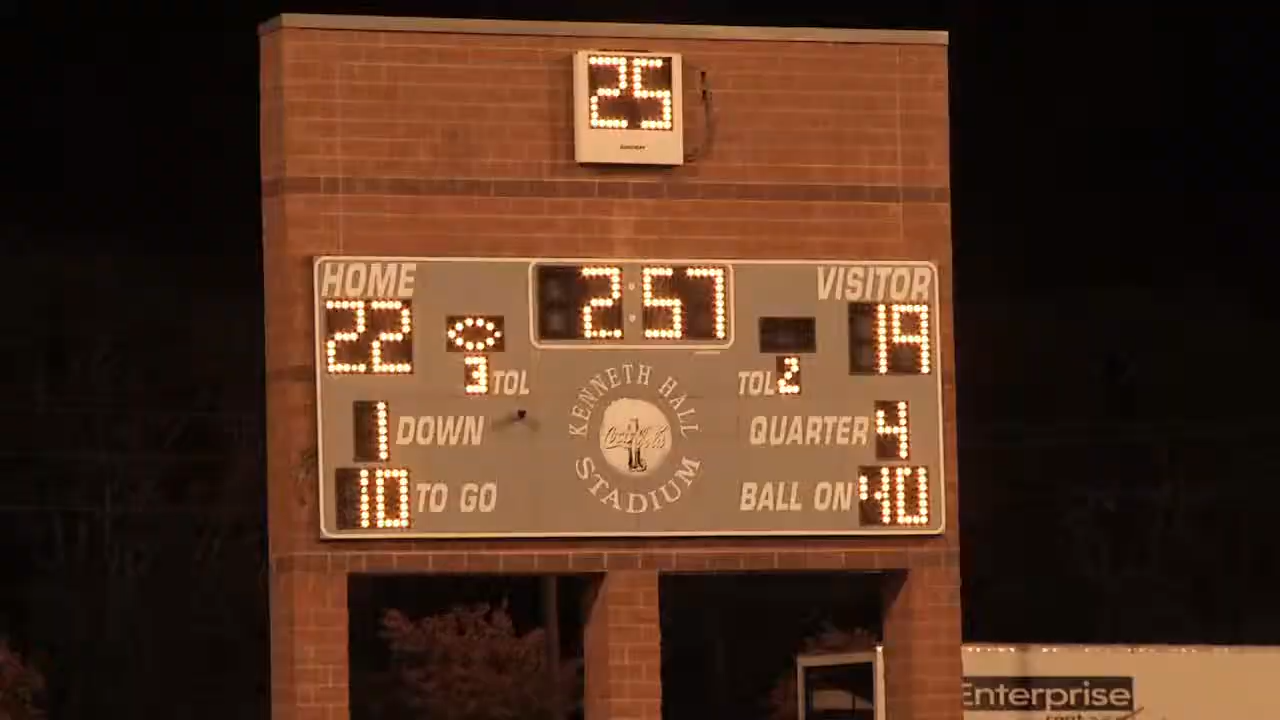 25
HOME
2:57
VISITOR
22
19
3 TOL
TOL 2
1 DOWN
QUARTER 4
10 TO GO
BALL ON 40
KENNETH HALL
Coca-Cola
STADIUM
Enterprise